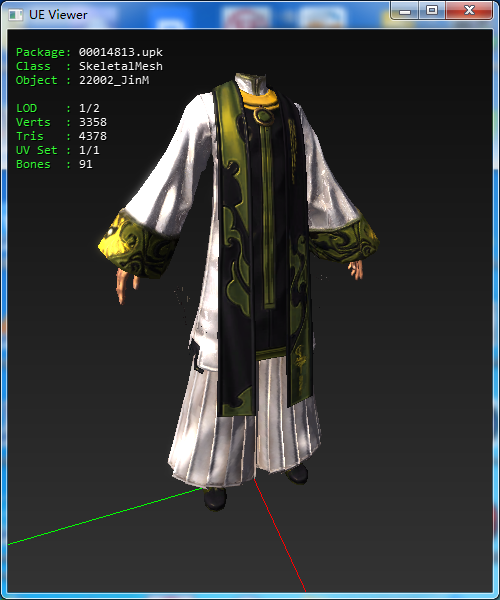 UE Viewer
Package: 00014813.upk
Class : SkeletalMesh
Object : 22002_JinM
LOD : 1/2
Verts : 3358
Tris : 4378
UV Set : 1/1
Bones : 91